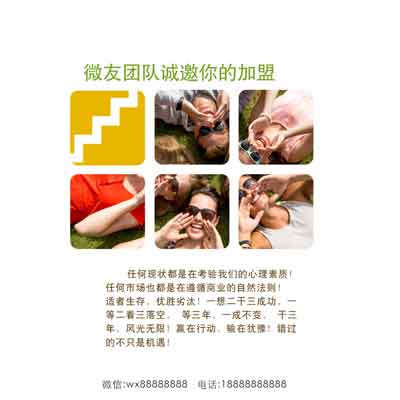 微友团队诚邀你的加盟
任何现状都是在考验我们的心理素质！
任何市场也都是在遵循商业的自然法则！
适者生存，优胜劣汰！一想二干三成功，一
等二看三落空， 等三年，一成不变， 干三
年，风光无限！赢在行动，输在犹豫！错过
的不只是机遇！
微信:wx88888888 电话:18888888888